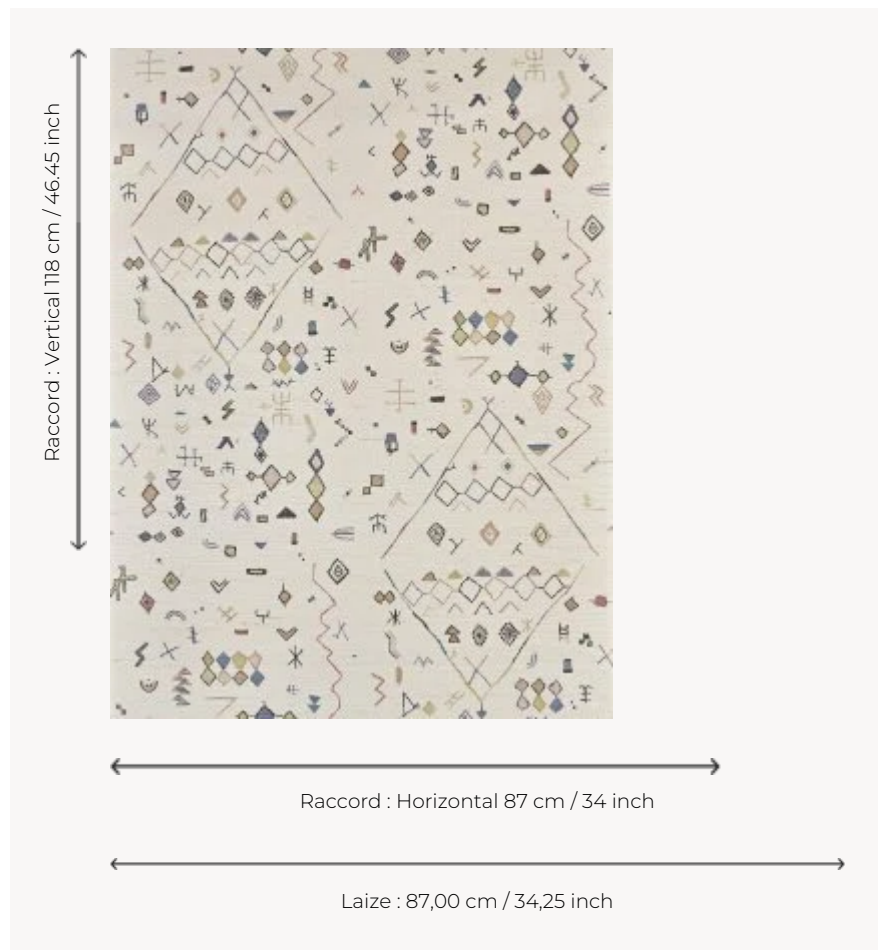 Raccord : Vertical 118 cm / 46.45 inch
Raccord : Horizontal 87 cm / 34 inch
Laize : 87,00 cm / 34,25 inch